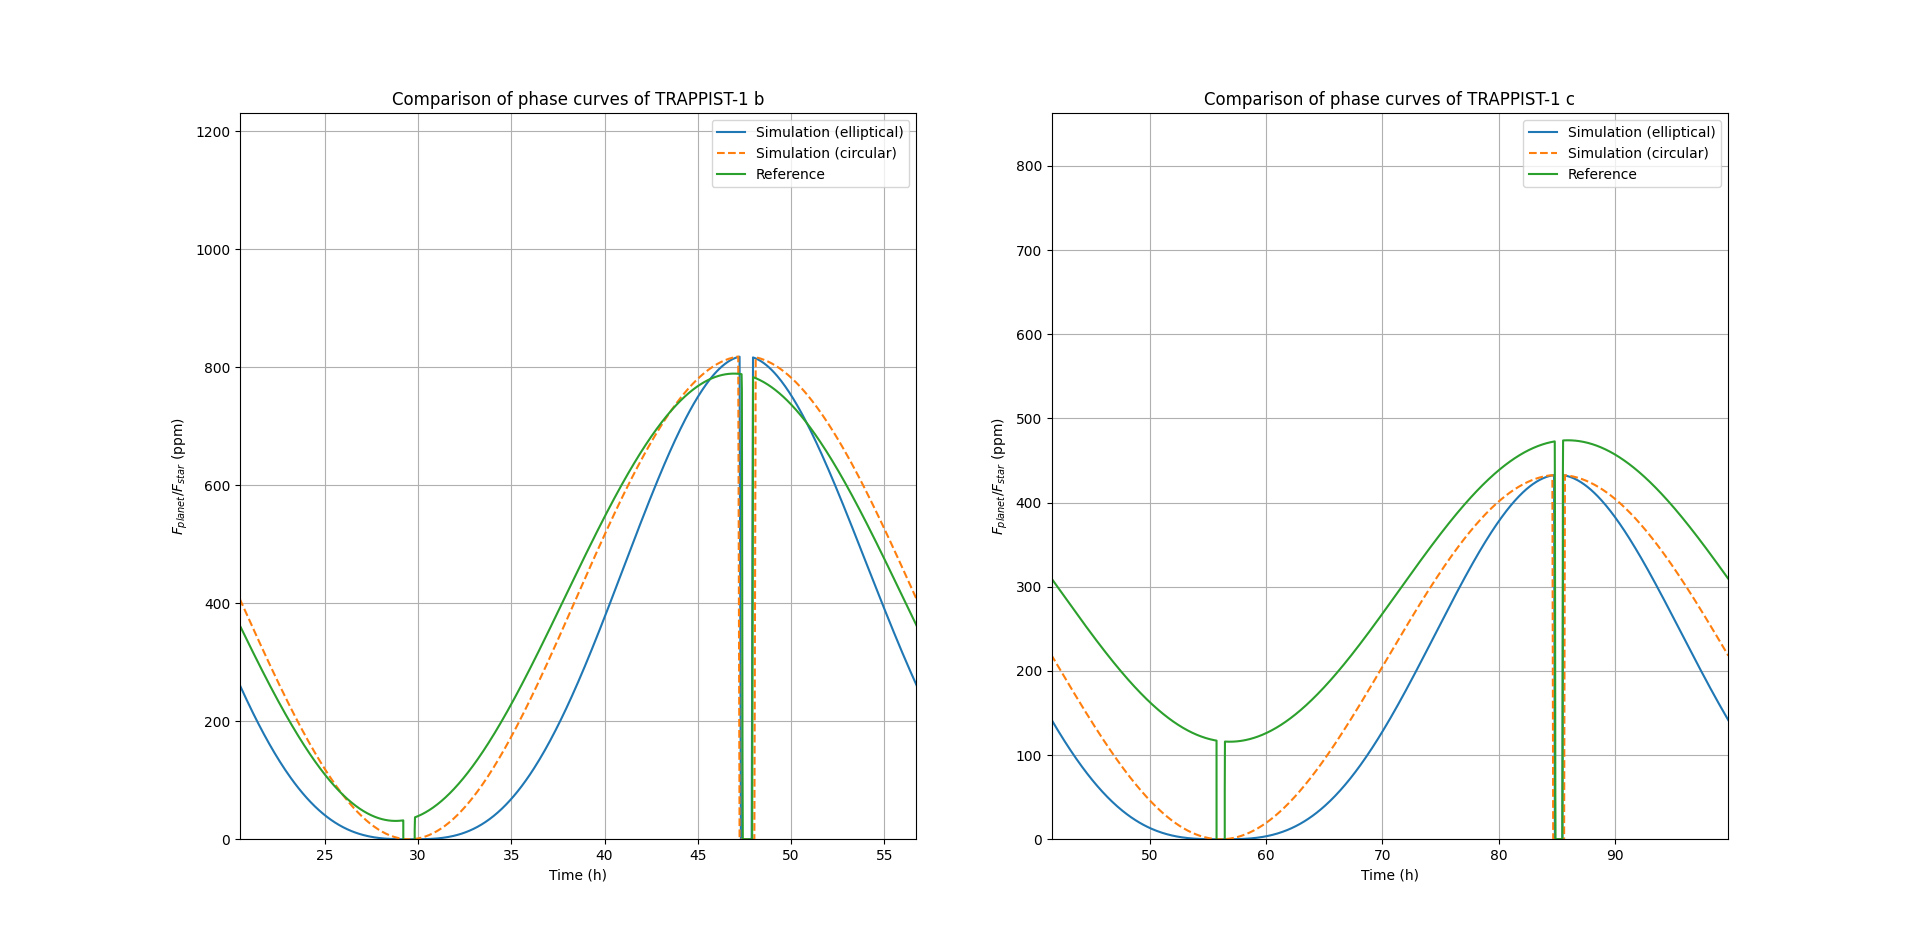 Comparison of phase curves of TRAPPIST-1 b
1200
1000
800
600
400
200
0
F_planet/F_star (ppm)
25 30 35 40 45 50 55
Time (h)
Simulation (elliptical)
Simulation (circular)
Reference
Comparison of phase curves of TRAPPIST-1 c
800
700
600
500
400
300
200
100
0
F_planet/F_star (ppm)
50 60 70 80 90
Time (h)
Simulation (elliptical)
Simulation (circular)
Reference